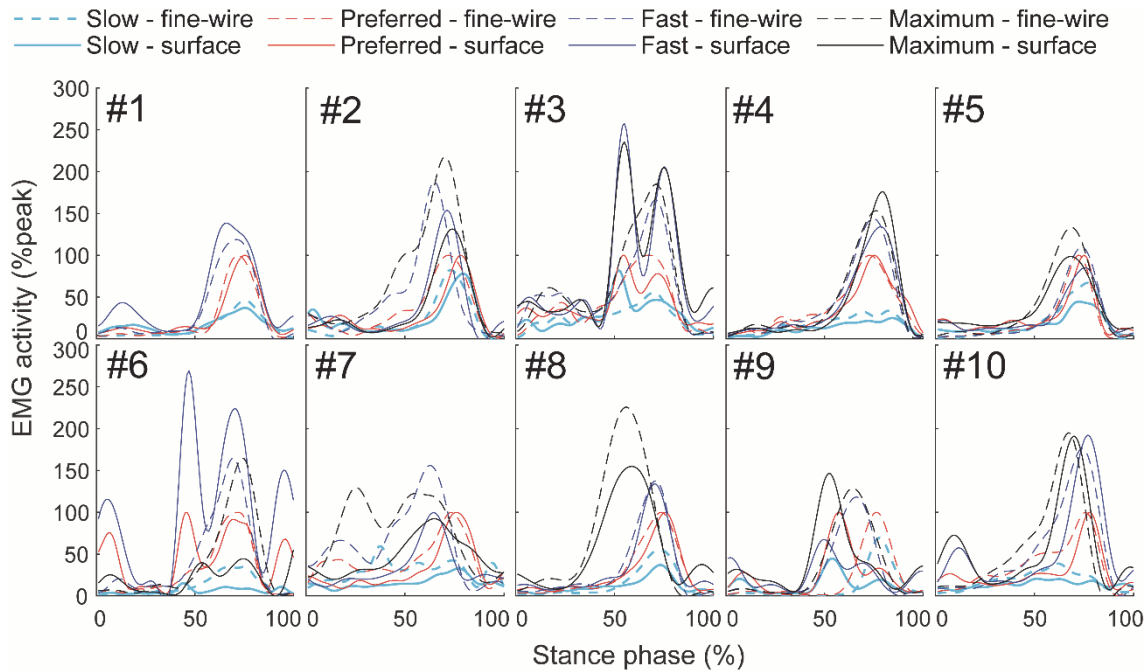 Slow - fine-wire Preferred - fine-wire Fast - fine-wire Maximum - fine-wire
Slow - surface Preferred - surface Fast - surface Maximum - surface
300 #1 #2 #3 #4 #5
250
200
150
100
50
0
300 #6 #7 #8 #9 #10
250
200
150
100
50
0
EMG activity (%peak)
0 50 100 0 50 100 0 50 100 0 50 100 0 50 100
Stance phase (%)